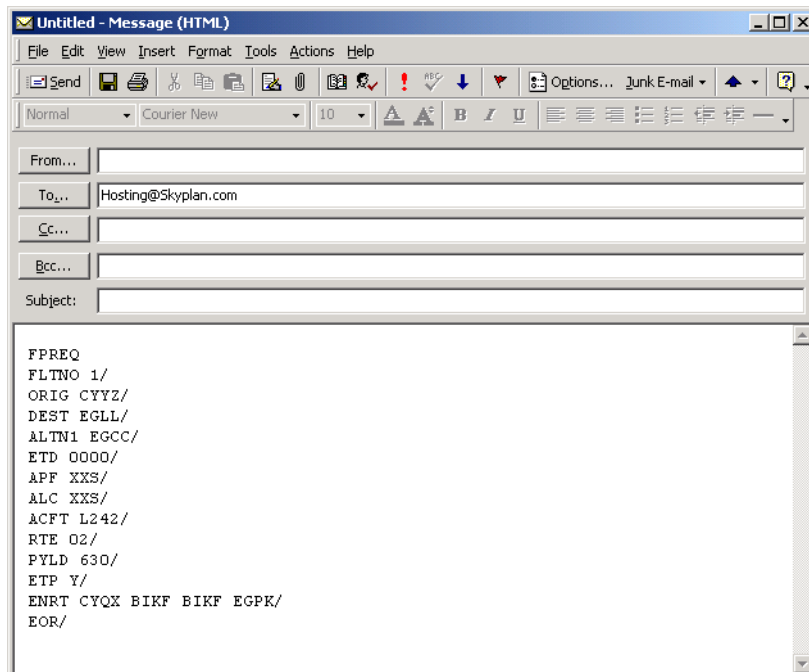 Untitled - Message (HTML)
File Edit View Insert Format Tools Actions Help
Send ABC Options... Junk E-mail
Normal Courier New 10 A A B I U
From...
To... Hosting@Skyplan.com
Cc...
Bcc...
Subject:
FPREQ
FLTNO 1/
ORIG CYYZ/
DEST EGLL/
ALTN1 EGCC/
ETD 0000/
APF XXS/
ALC XXS/
ACFT L242/
RTE 02/
PYLD 630/
ETP Y/
ENRT CYQX BIKF BIKF EGPK/
EOR/